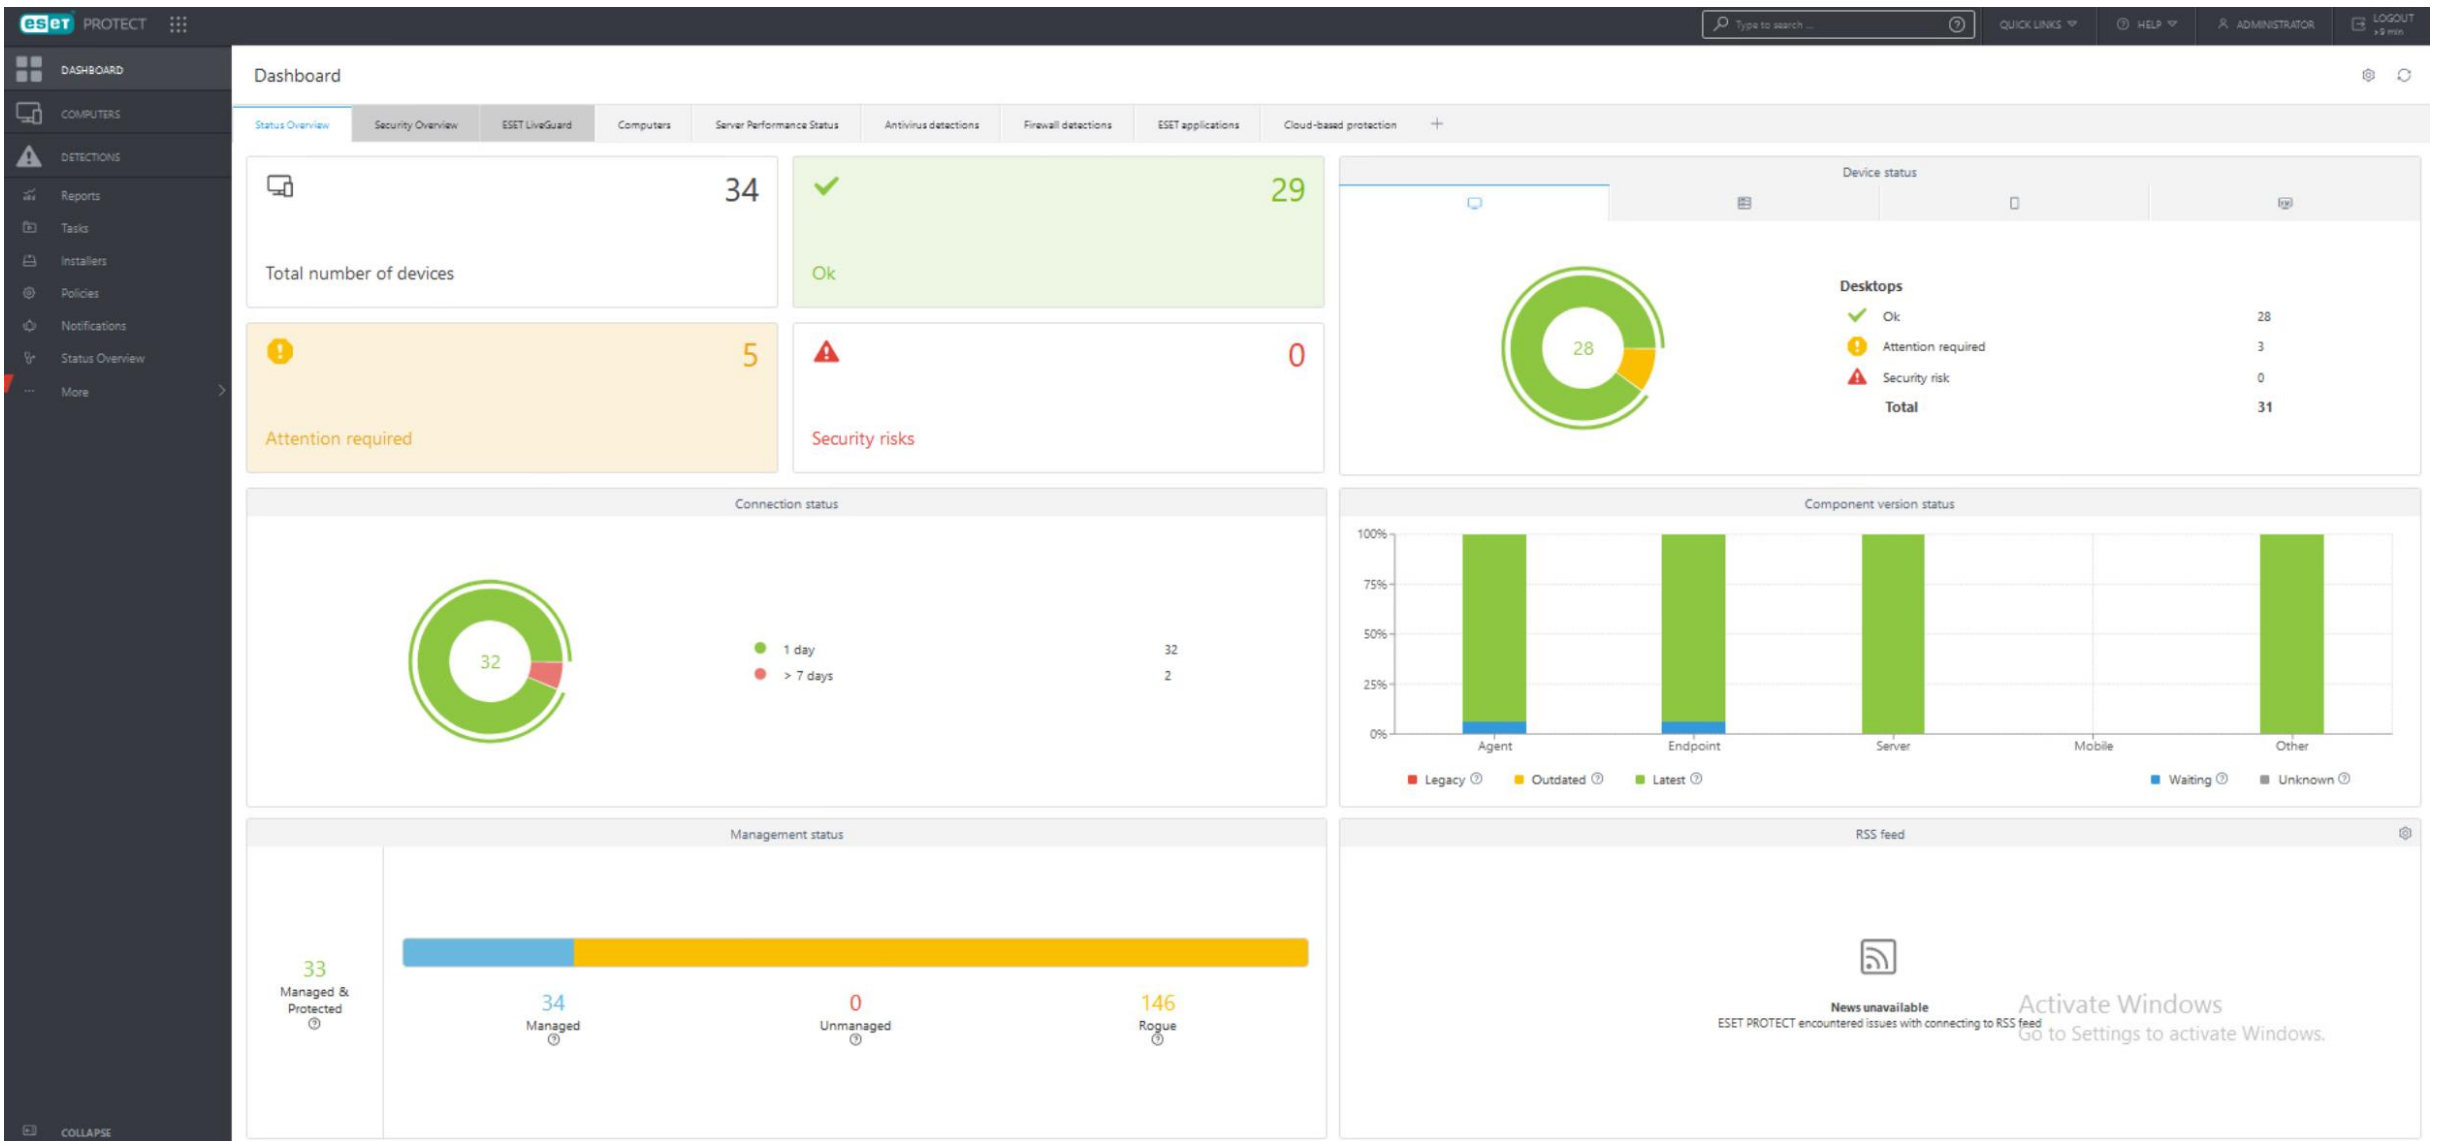 eset PROTECT
Type to search ...
QUICK LINKS
HELP
ADMINISTRATOR
LOGOUT
>9 min
DASHBOARD
COMPUTERS
DETECTIONS
Reports
Tasks
Installers
Policies
Notifications
Status Overview
More
COLLAPSE
Dashboard
Status Overview
Security Overview
ESET LiveGuard
Computers
Server Performance Status
Antivirus detections
Firewall detections
ESET applications
Cloud-based protection
34
Total number of devices
29
Ok
5
Attention required
0
Security risks
Device status
28
Desktops
Ok 28
Attention required 3
Security risk 0
Total 31
Connection status
32
1 day 32
> 7 days 2
Component version status
100%
75%
50%
25%
0%
Agent Endpoint Server Mobile Other
Legacy Outdated Latest Waiting Unknown
Management status
33
Managed &
Protected
34
Managed
0
Unmanaged
146
Rogue
RSS feed
News unavailable
ESET PROTECT encountered issues with connecting to RSS feed
Activate Windows
Go to Settings to activate Windows.